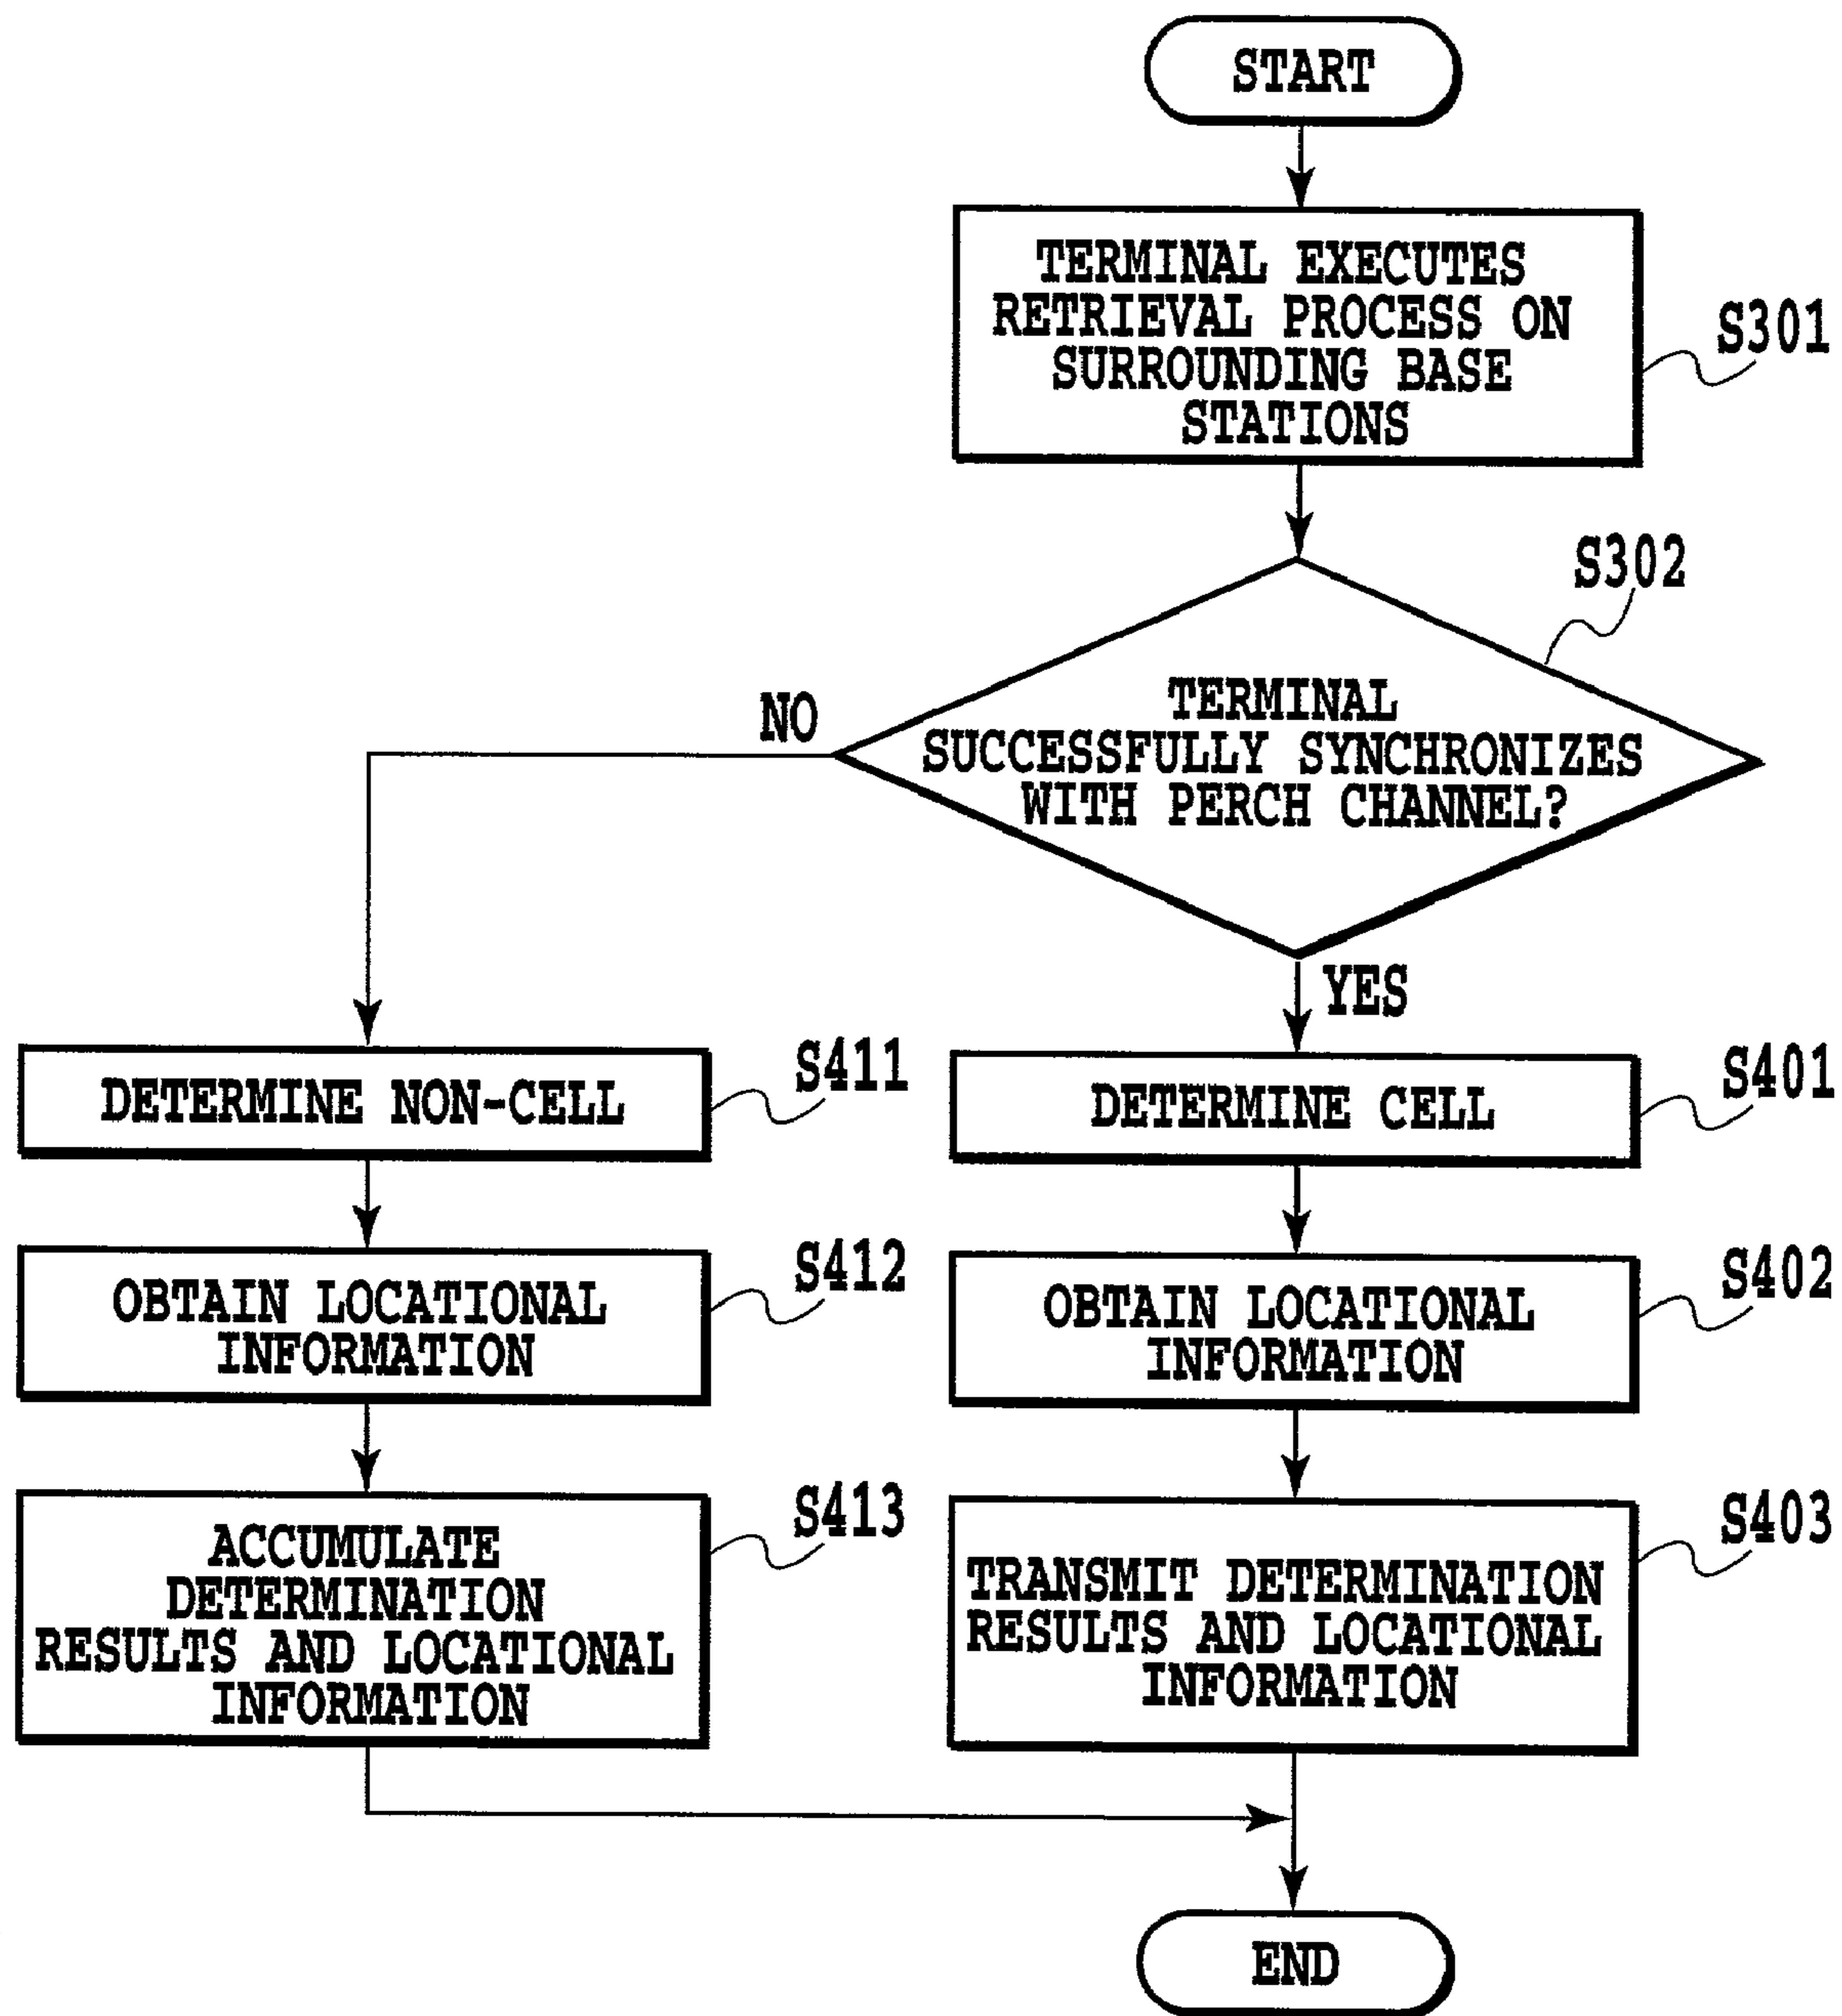 START
TERMINAL EXECUTES
RETRIEVAL PROCESS ON
SURROUNDING BASE
STATIONS
S301
S302
TERMINAL
SUCCESSFULLY SYNCHRONIZES
WITH PERCH CHANNEL?
NO
YES
DETERMINE NON-CELL
S411
DETERMINE CELL
S401
OBTAIN LOCATIONAL
INFORMATION
S412
OBTAIN LOCATIONAL
INFORMATION
S402
ACCUMULATE
DETERMINATION
RESULTS AND LOCATIONAL
INFORMATION
S413
TRANSMIT DETERMINATION
RESULTS AND LOCATIONAL
INFORMATION
S403
END